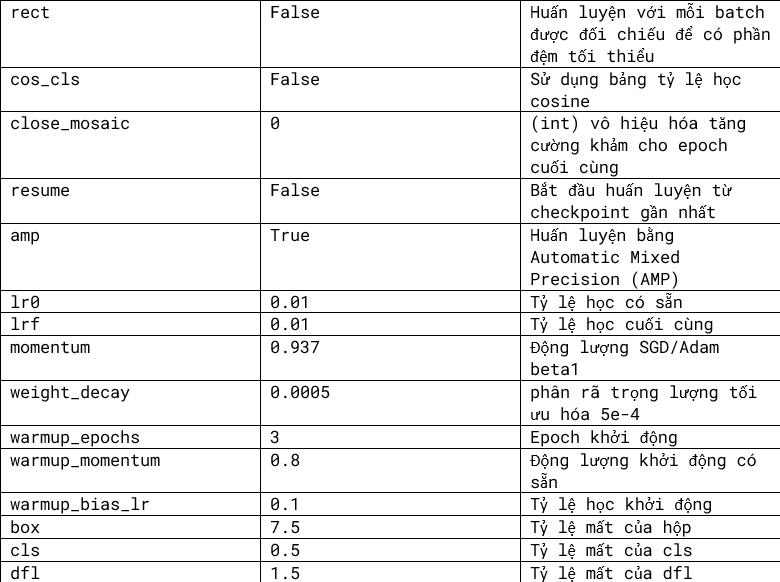 rect False Huấn luyện với mỗi batch
được đối chiếu để có phần
đệm tối thiểu
cos_cls False Sử dụng bảng tỷ lệ học
cosine
close_mosaic 0 (int) vô hiệu hóa tăng
cường khảm cho epoch
cuối cùng
resume False Bắt đầu huấn luyện từ
checkpoint gần nhất
amp True Huấn luyện bằng
Automatic Mixed
Precision (AMP)
lr0 0.01 Tỷ lệ học có sẵn
lrf 0.01 Tỷ lệ học cuối cùng
momentum 0.937 Động lượng SGD/Adam
beta1
weight_decay 0.0005 phân rã trọng lượng tối
ưu hóa 5e-4
warmup_epochs 3 Epoch khởi động
warmup_momentum 0.8 Động lượng khởi động có
sẵn
warmup_bias_lr 0.1 Tỷ lệ học khởi động
box 7.5 Tỷ lệ mất của hộp
cls 0.5 Tỷ lệ mất của cls
dfl 1.5 Tỷ lệ mất của dfl